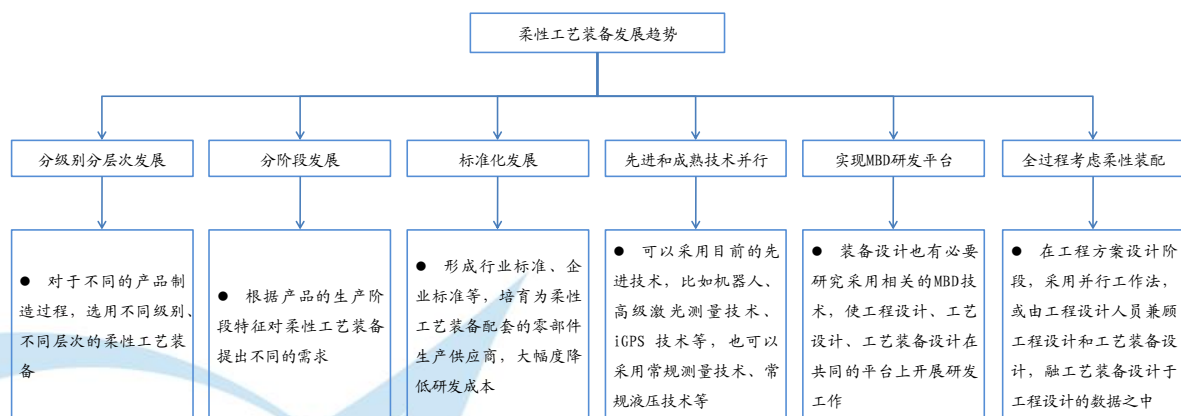 柔性工艺装备发展趋势
分级别分层次发展
分阶段发展
标准化发展
先进和成熟技术并行
实现MBD研发平台
全过程考虑柔性装配
● 对于不同的产品制
造过程，选用不同级别、
不同层次的柔性工艺装
备
● 根据产品的生产阶
段特征对柔性工艺装备
提出不同的需求
● 形成行业标准、企
业标准等，培育为柔性
工艺装备配套的零部件
生产供应商，大幅度降
低研发成本
● 可以采用目前的先
进技术，比如机器人、
高级激光测量技术、
iGPS 技术等，也可以
采用常规测量技术、常
规液压技术等
● 装备设计也有必要
研究采用相关的MBD技
术，使工程设计、工艺
设计、工艺装备设计在
共同的平台上开展研发
工作
● 在工程方案设计阶
段，采用并行工作法，
或由工程设计人员兼顾
工程设计和工艺装备设
计，融工艺装备设计于
工程设计的数据之中